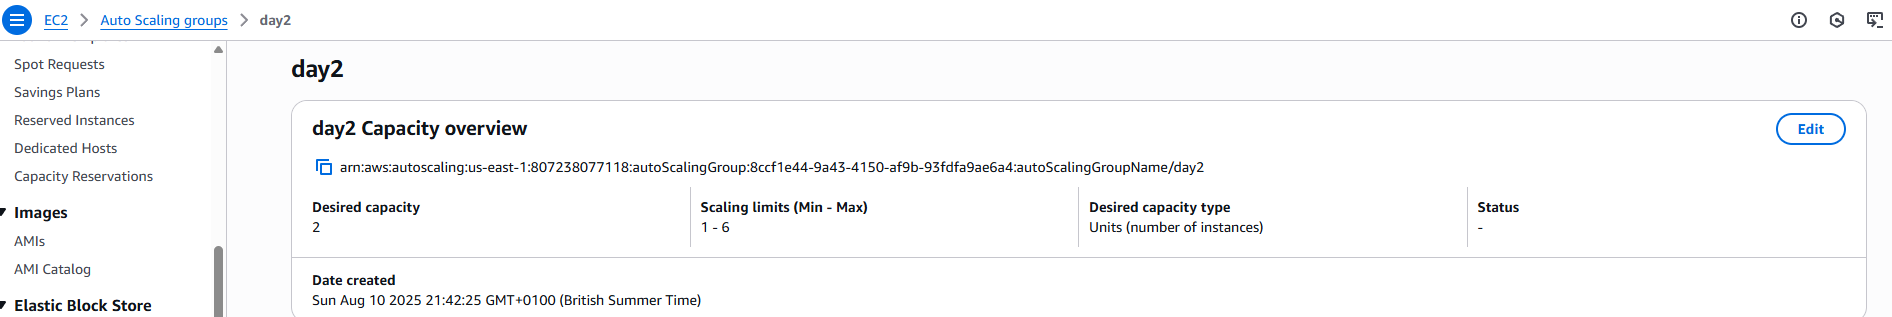 EC2 > Auto Scaling groups > day2
Spot Requests
Savings Plans
Reserved Instances
Dedicated Hosts
Capacity Reservations
Images
AMIs
AMI Catalog
Elastic Block Store
day2
day2 Capacity overview
Edit
arn:aws:autoscaling:us-east-1:807238077118:autoScalingGroup:8ccf1e44-9a43-4150-af9b-93fdfa9ae6a4:autoScalingGroupName/day2
Desired capacity
2
Scaling limits (Min - Max)
1 - 6
Desired capacity type
Units (number of instances)
Status
-
Date created
Sun Aug 10 2025 21:42:25 GMT+0100 (British Summer Time)